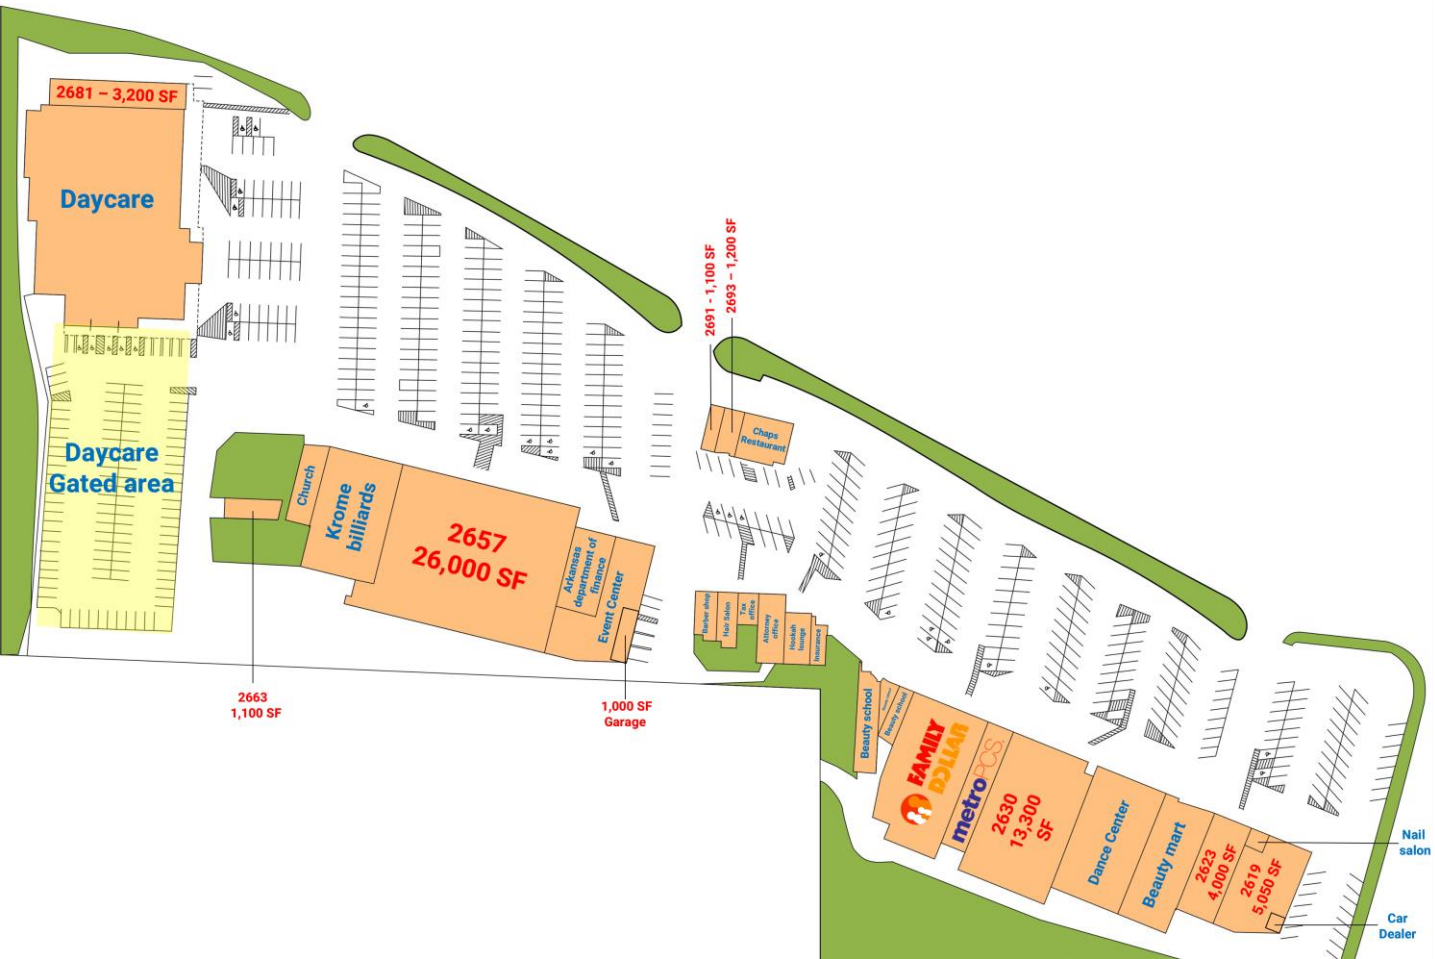 2681 – 3,200 SF
Daycare
Daycare
Gated area
2691 - 1,100 SF
2693 – 1,200 SF
Chaps
Restaurant
Church
Krome
billiards
2657
26,000 SF
Arkansas
department of
finance
Event Center
2663
1,100 SF
1,000 SF
Garage
Barber shop
Hair Salon
Tax
office
Attorney
office
Hookah
lounge
Insurance
Beauty school
Beauty school
FAMILY
DOLLAR
metroPCS.
2630
13,300
SF
Dance Center
Beauty mart
2623
4,000 SF
2619
5,050 SF
Nail
salon
Car
Dealer